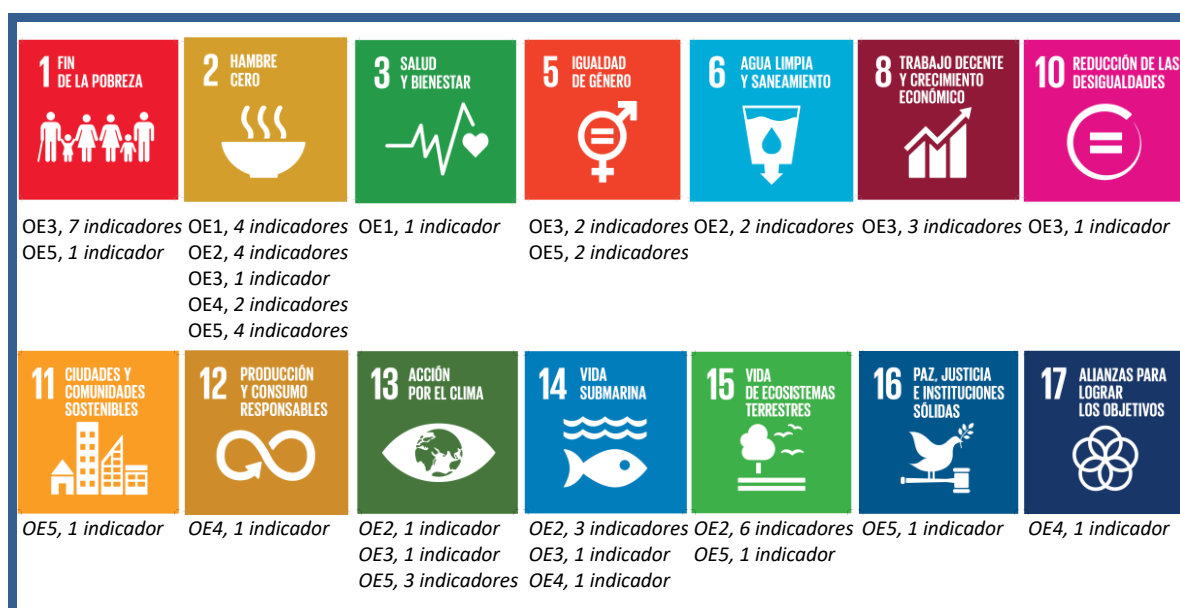 1 FIN
DE LA POBREZA
2 HAMBRE
CERO
3 SALUD
Y BIENESTAR
5 IGUALDAD
DE GÉNERO
6 AGUA LIMPIA
Y SANEAMIENTO
8 TRABAJO DECENTE
Y CRECIMIENTO
ECONÓMICO
10 REDUCCIÓN DE LAS
DESIGUALDADES
OE3, 7 indicadores
OE5, 1 indicador
OE1, 4 indicadores
OE2, 4 indicadores
OE3, 1 indicador
OE4, 2 indicadores
OE5, 4 indicadores
OE1, 1 indicador
OE3, 2 indicadores
OE5, 2 indicadores
OE2, 2 indicadores
OE3, 3 indicadores
OE3, 1 indicador
11 CIUDADES Y
COMUNIDADES
SOSTENIBLES
12 PRODUCCIÓN
Y CONSUMO
RESPONSABLES
13 ACCIÓN
POR EL CLIMA
14 VIDA
SUBMARINA
15 VIDA
DE ECOSISTEMAS
TERRESTRES
16 PAZ, JUSTICIA
E INSTITUCIONES
SÓLIDAS
17 ALIANZAS PARA
LOGRAR
LOS OBJETIVOS
OE5, 1 indicador
OE4, 1 indicador
OE2, 1 indicador
OE3, 1 indicador
OE5, 3 indicadores
OE2, 3 indicadores
OE3, 1 indicador
OE4, 1 indicador
OE2, 6 indicadores
OE5, 1 indicador
OE5, 1 indicador
OE4, 1 indicador